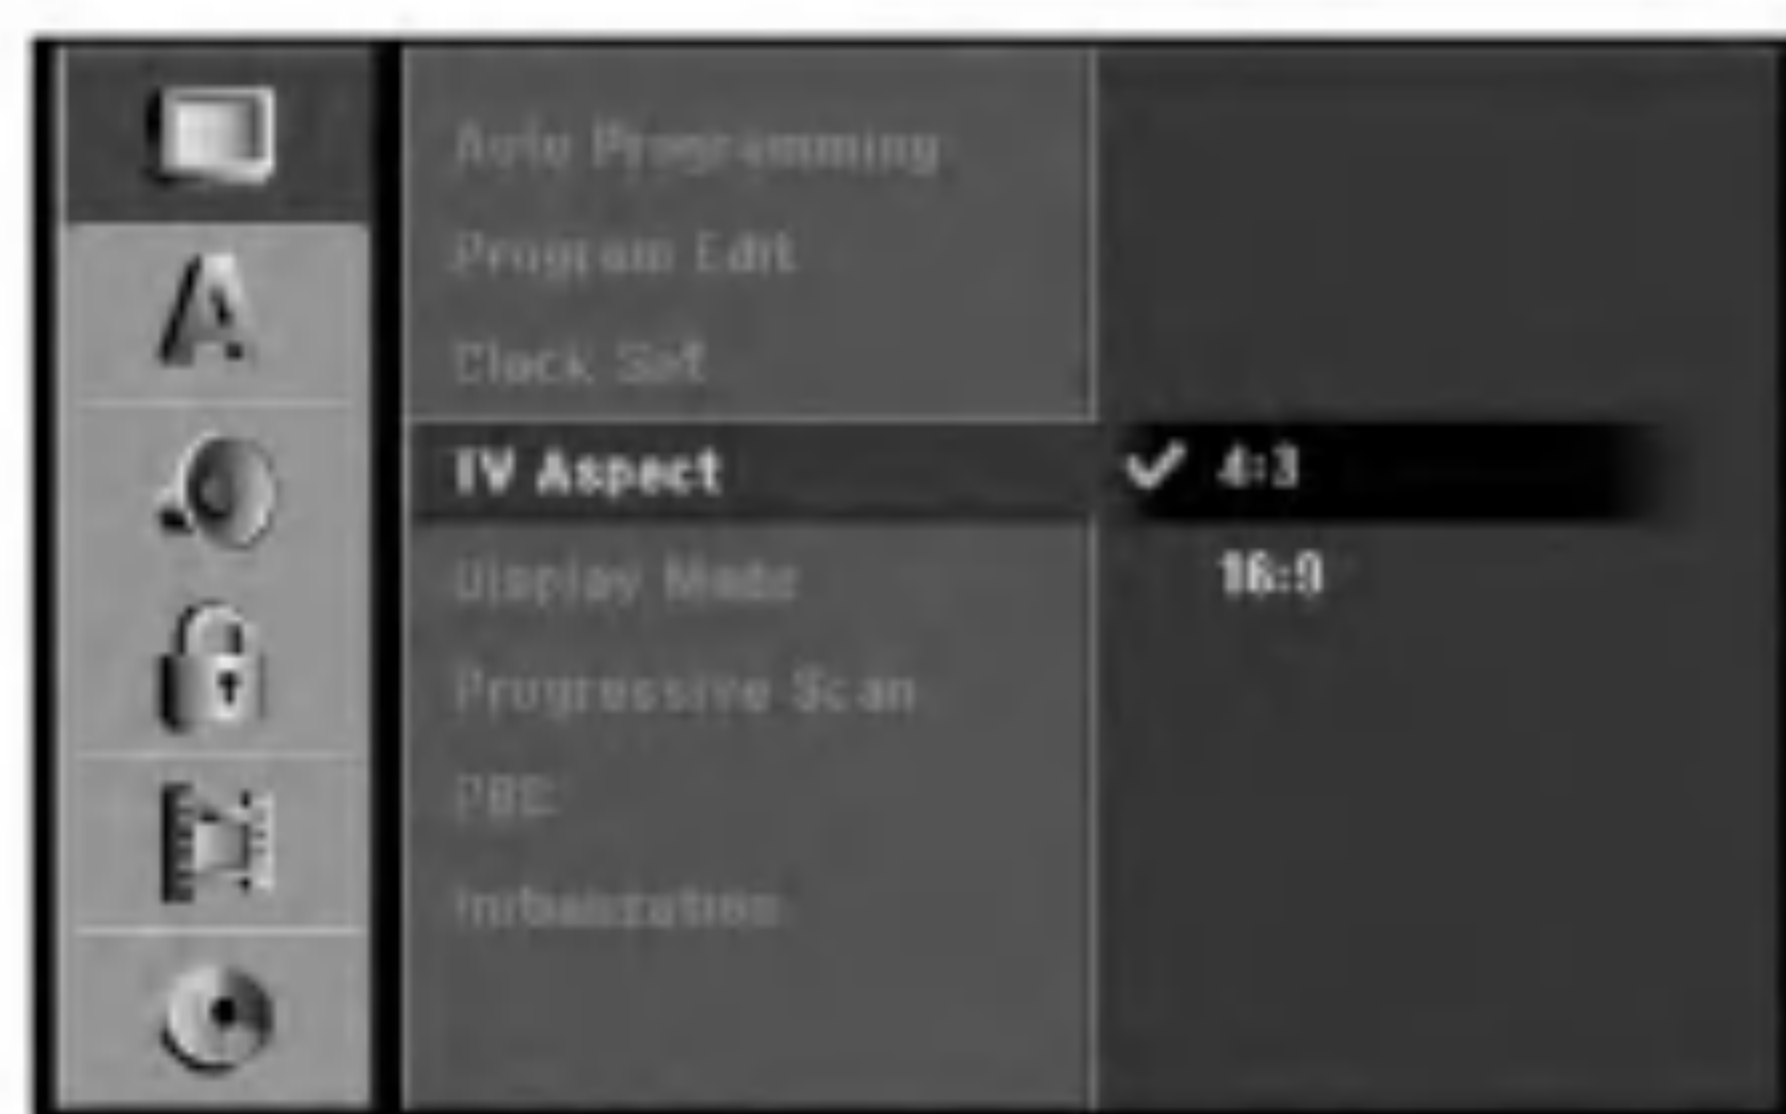 Auto Programming
Program Edit
Clock Set
TV Aspect
4:3
16:9
Display Mode
Progressive Scan
PBC
Initialization